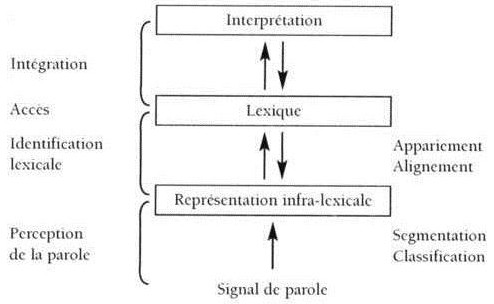 Interprétation
Intégration
Accès
Lexique
Identification
lexicale
Appariement
Alignement
Représentation infra-lexicale
Perception
de la parole
Segmentation
Classification
Signal de parole